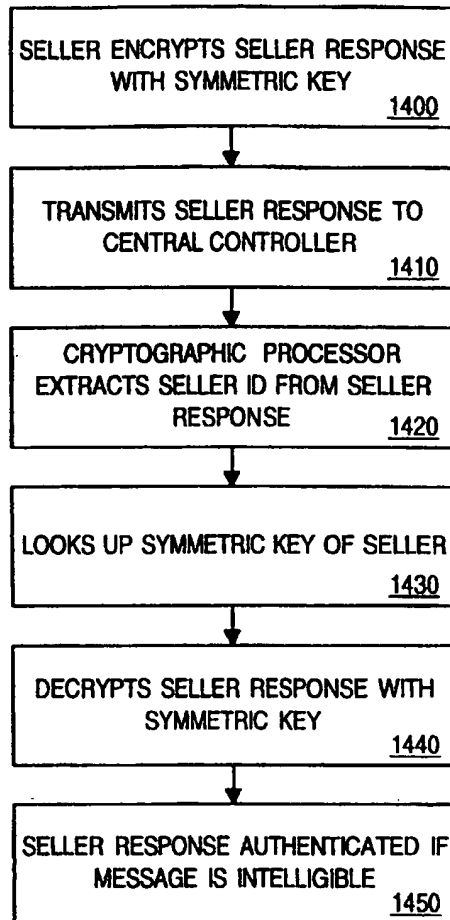 SELLER ENCRYPTS SELLER RESPONSE
WITH SYMMETRIC KEY
1400
TRANSMITS SELLER RESPONSE TO
CENTRAL CONTROLLER
1410
CRYPTOGRAPHIC PROCESSOR
EXTRACTS SELLER ID FROM SELLER
RESPONSE
1420
LOOKS UP SYMMETRIC KEY OF SELLER
1430
DECRYPTS SELLER RESPONSE WITH
SYMMETRIC KEY
1440
SELLER RESPONSE AUTHENTICATED IF
MESSAGE IS INTELLIGIBLE
1450